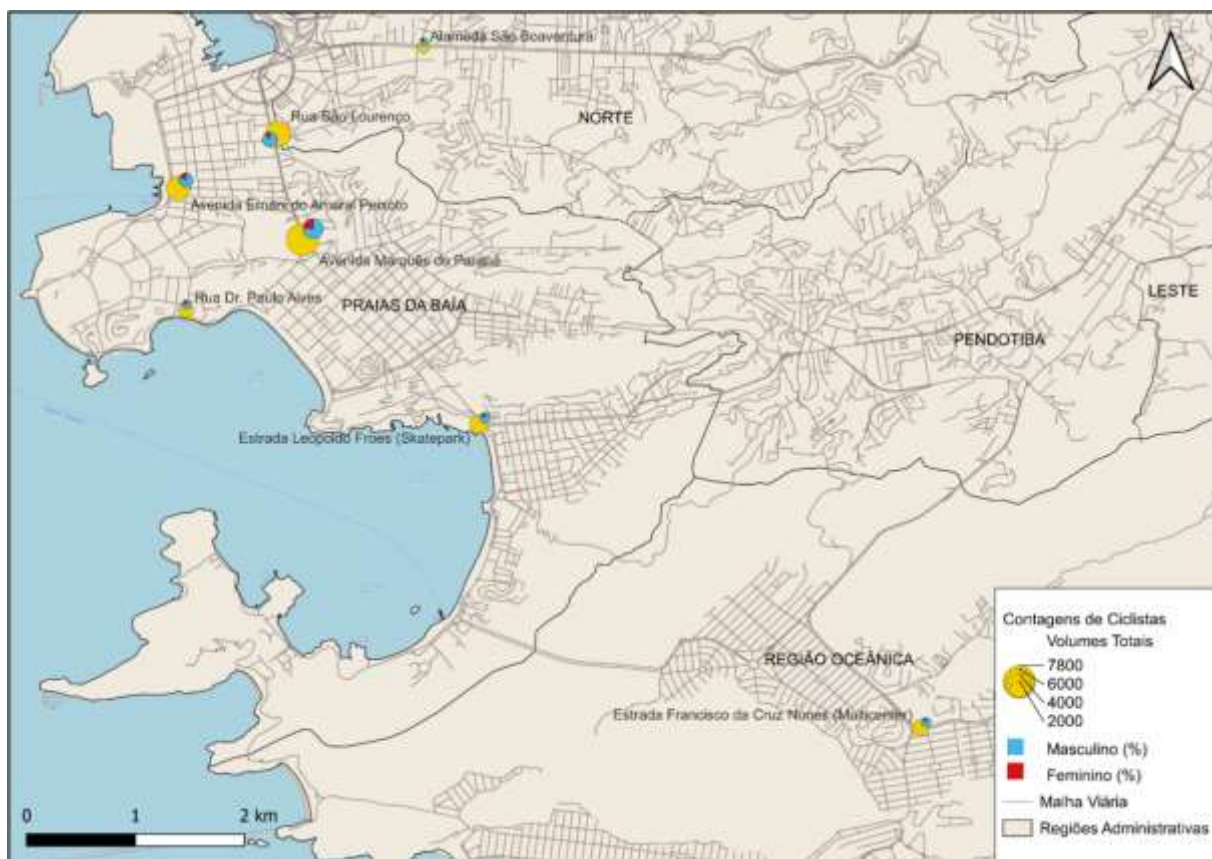 Alameda São Boaventura
Rua São Lourenço
NORTE
Avenida Ernani do Amaral Peixoto
Avenida Marquês do Paraná
Rua Dr. Paulo Alves
PRAIAS DA BAÍA
LESTE
PENDOTIBA
Estrada Leopoldo Fróes (Skatepark)
REGIÃO OCEÂNICA
Estrada Francisco da Cruz Nunes (Multicenter)
Contagens de Ciclistas
Volumes Totais
7800
6000
4000
2000
Masculino (%)
Feminino (%)
Malha Viária
Regiões Administrativas
0 1 2 km